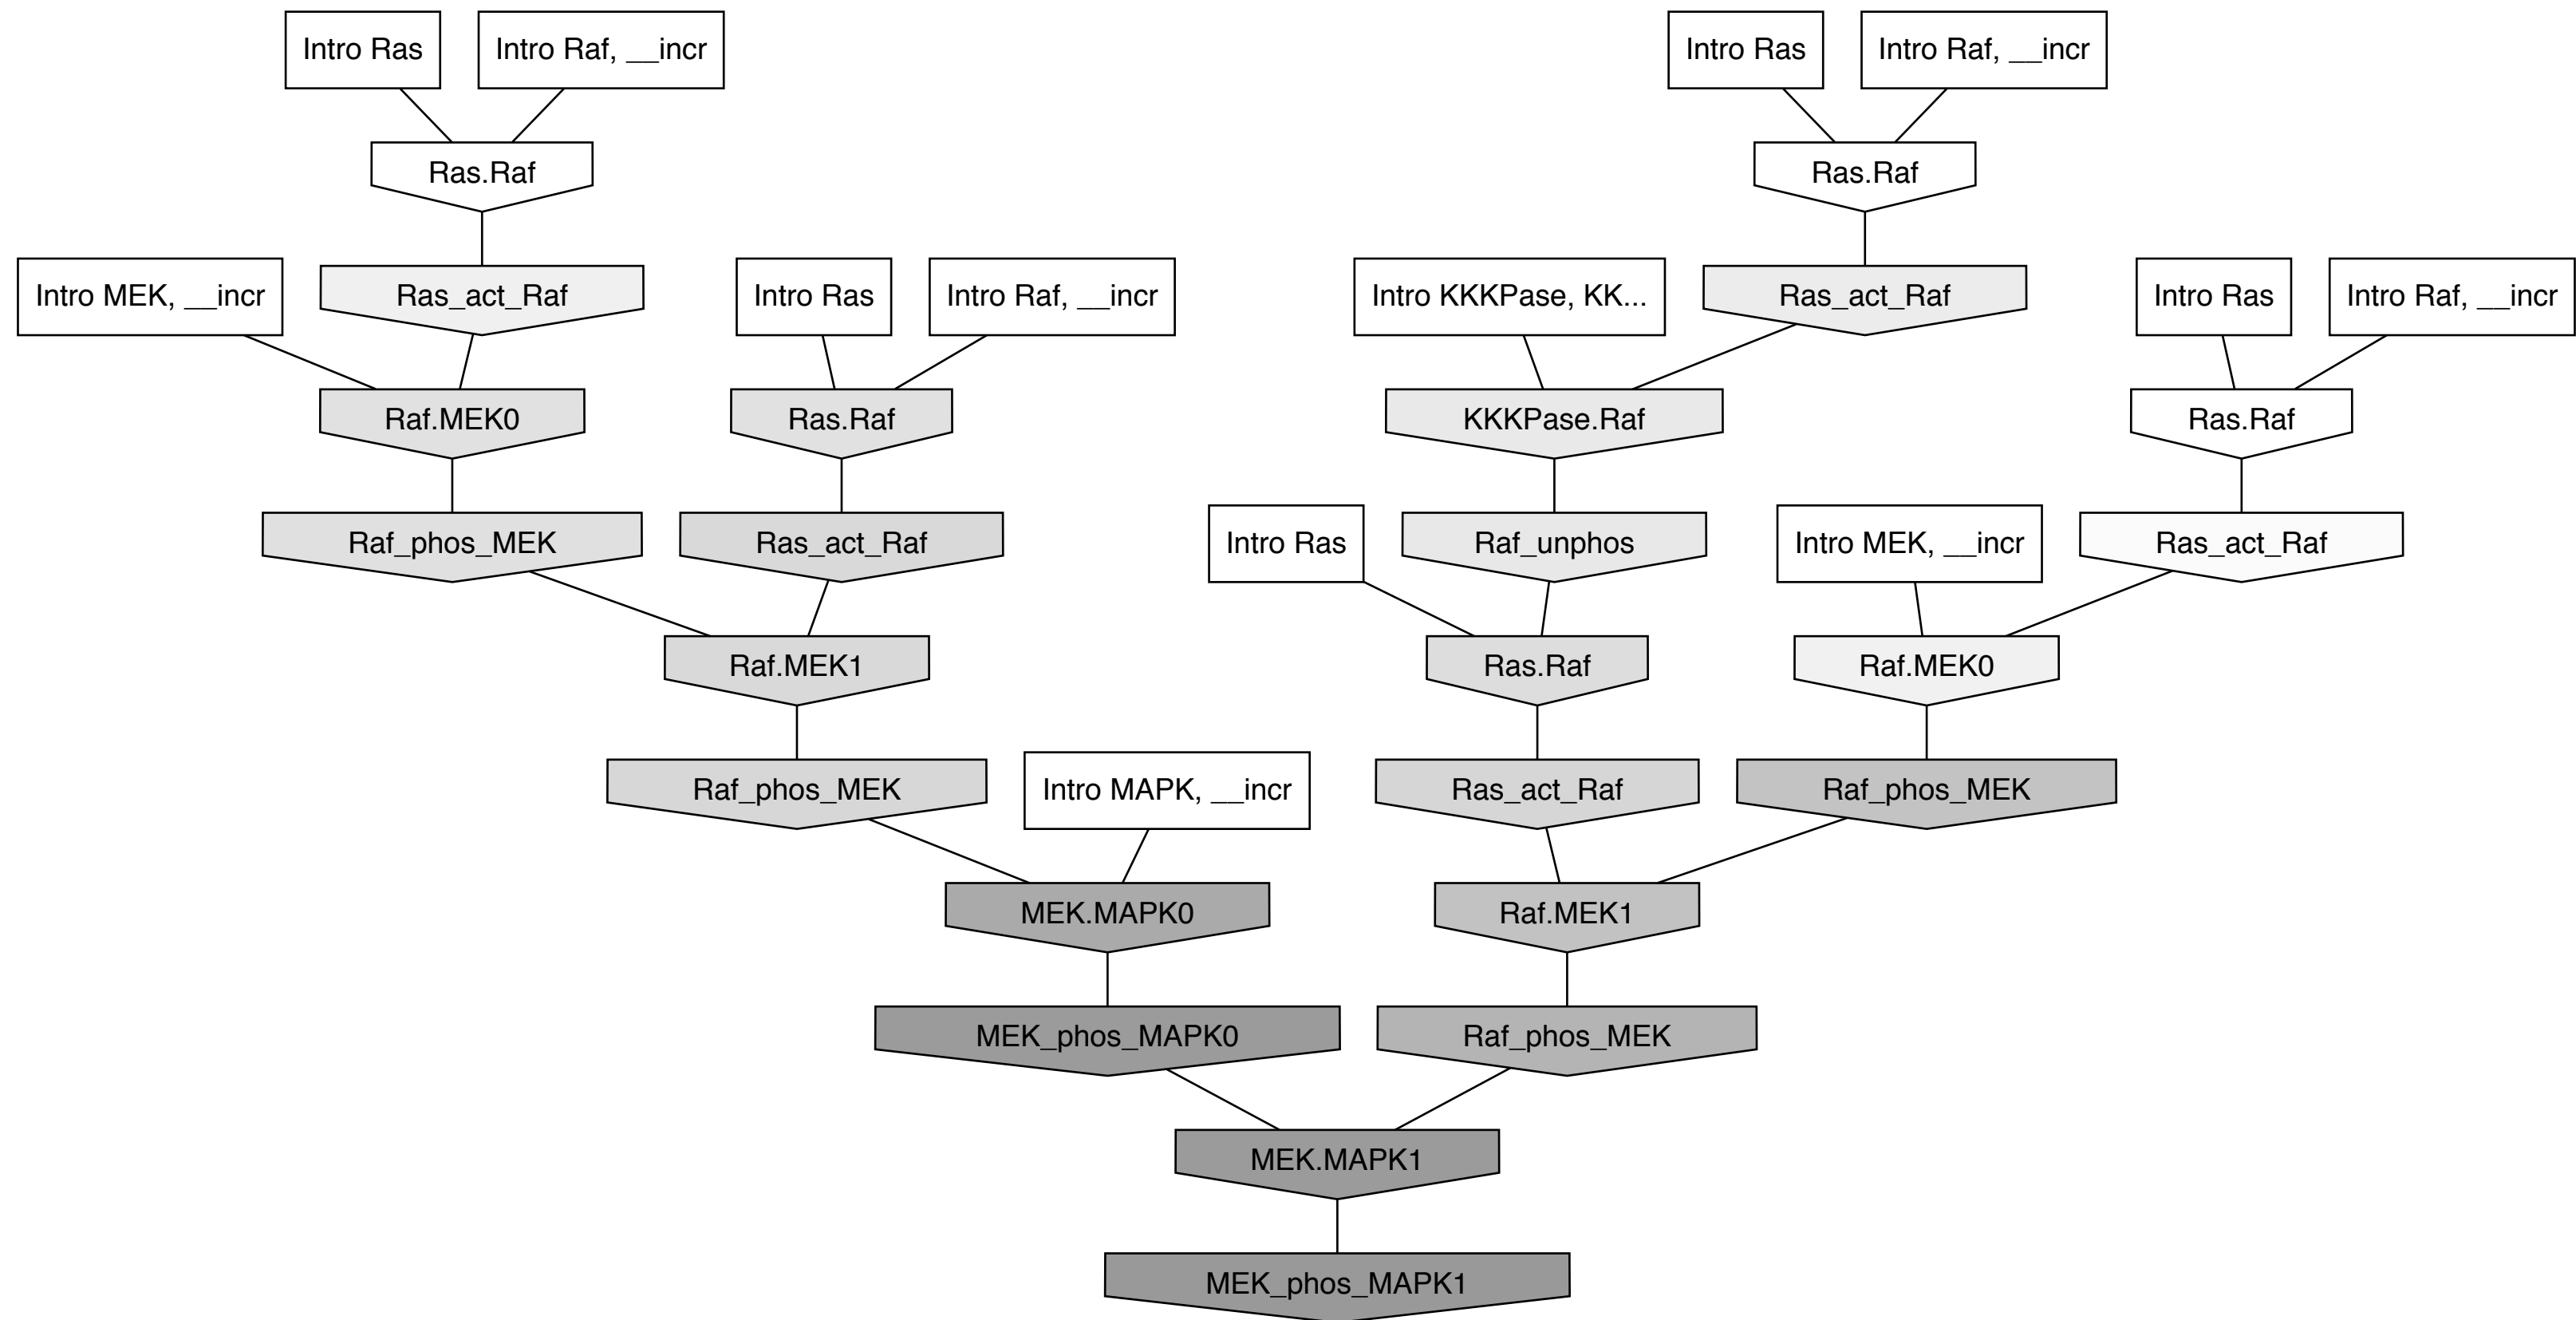 Intro Ras
Intro Raf, __incr
Intro Ras
Intro Raf, __incr
Ras.Raf
Ras.Raf
Intro MEK, __incr
Ras_act_Raf
Intro Ras
Intro Raf, __incr
Intro KKKPase, KK...
Ras_act_Raf
Intro Ras
Intro Raf, __incr
Raf.MEK0
Ras.Raf
KKKPase.Raf
Ras.Raf
Raf_phos_MEK
Ras_act_Raf
Intro Ras
Raf_unphos
Intro MEK, __incr
Ras_act_Raf
Raf.MEK1
Ras.Raf
Raf.MEK0
Raf_phos_MEK
Intro MAPK, __incr
Ras_act_Raf
Raf_phos_MEK
MEK.MAPK0
Raf.MEK1
MEK_phos_MAPK0
Raf_phos_MEK
MEK.MAPK1
MEK_phos_MAPK1